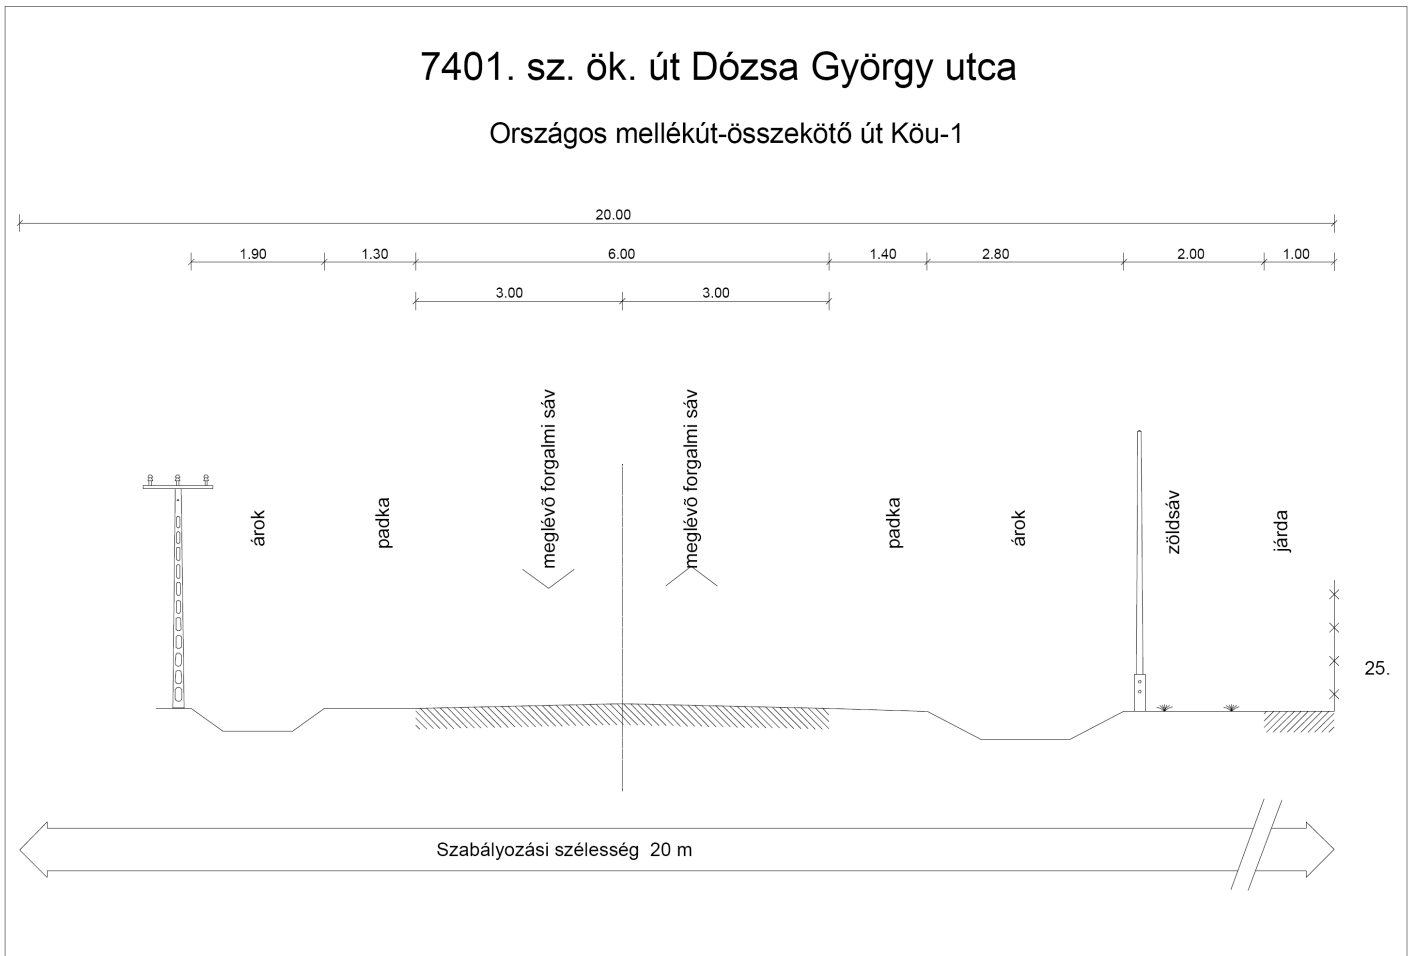 7401. sz. ök. út Dózsa György utca
Országos mellékút-összekötő út Köu-1
20.00
1.90 1.30 6.00 1.40 2.80 2.00 1.00
3.00 3.00
meglévõ forgalmi sáv
meglévõ forgalmi sáv
árok
padka
padka
árok
zöldsáv
járda
25.
Szabályozási szélesség 20 m